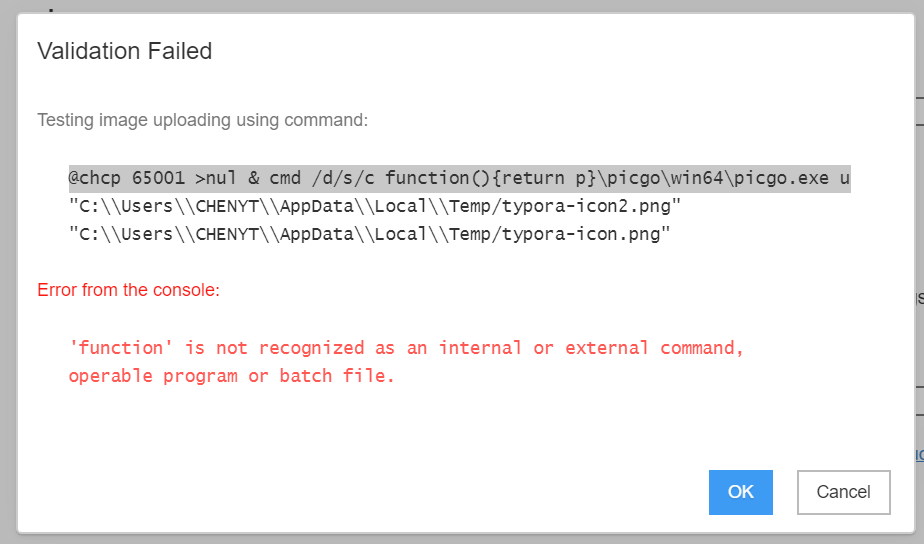 Validation Failed
Testing image uploading using command:
@chcp 65001 >nul & cmd /d/s/c function(){return p}\picgo\win64\picgo.exe u
"C:\\Users\\CHENYT\\AppData\\Local\\Temp/typora-icon2.png"
"C:\\Users\\CHENYT\\AppData\\Local\\Temp/typora-icon.png"
Error from the console:
'function' is not recognized as an internal or external command,
operable program or batch file.
OK Cancel